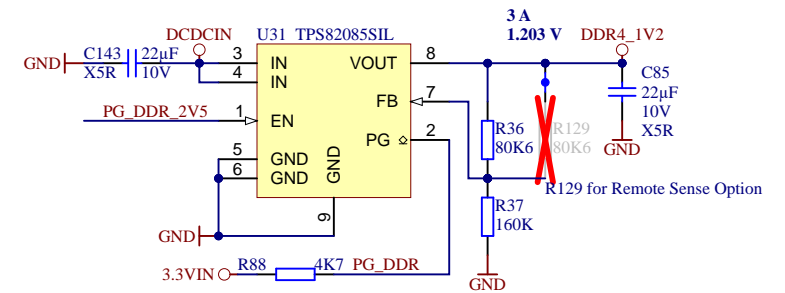 3 A
1.203 V
DCDCIN
U31 TPS82085SIL
DDR4_1V2
GND
C143
22µF
X5R
10V
3
IN
4
IN
VOUT
8
C85
22µF
10V
X5R
GND
FB
7
PG_DDR_2V5
1
EN
PG
2
R36
80K6
R129
80K6
5
GND
6
GND
GND
9
R129 for Remote Sense Option
R37
160K
GND
3.3VIN
R88
4K7
PG_DDR
GND